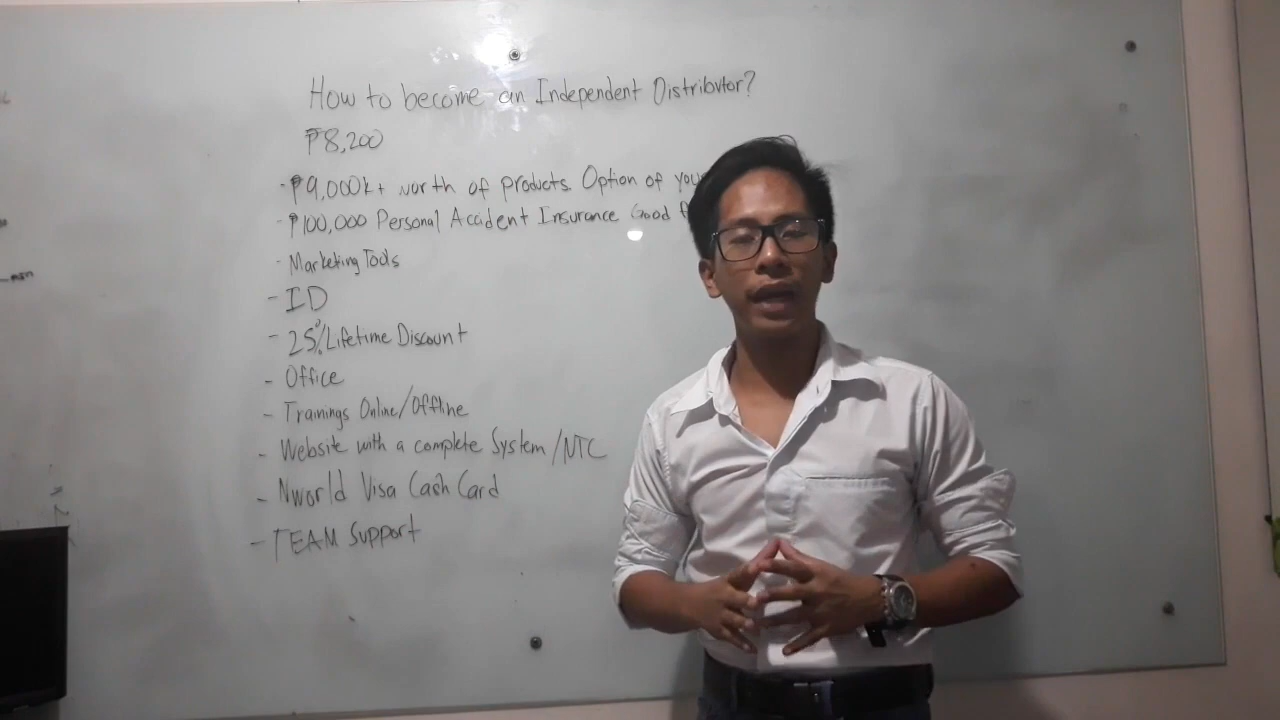 How to become an Independent Distributor?
₱8,200
- ₱9,000k+ worth of products. Option of
- ₱100,000 Personal Accident Insurance Good
- Marketing Tools
- ID
- 25% Lifetime Discount
- Office
- Trainings Online/Offline
- Website with a complete System /NTC
- Nworld Visa Cash Card
- TEAM Support